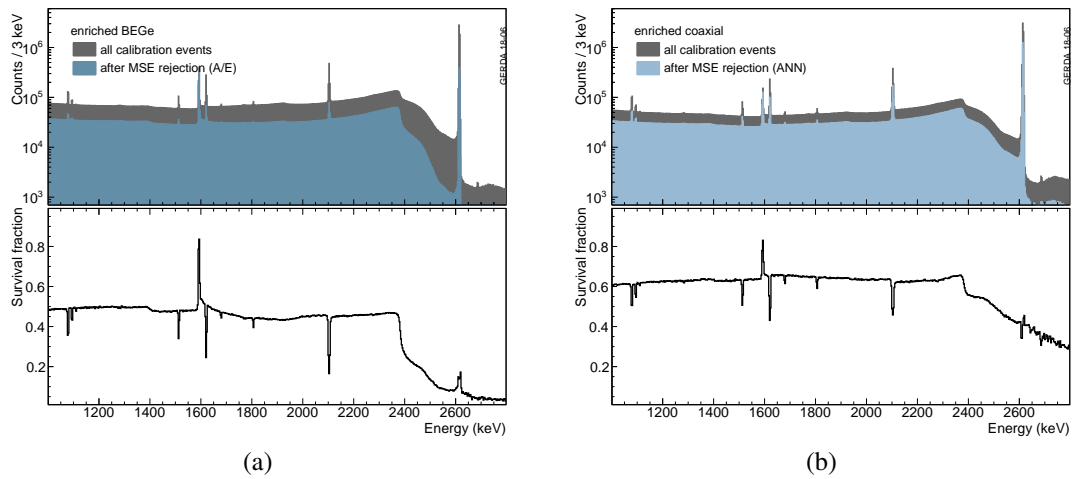 enriched BEGe
all calibration events
after MSE rejection (A/E)
GERDA 18-06
Counts / 3 keV
10^6
10^5
10^4
10^3
Survival fraction
0.8
0.6
0.4
0.2
1200 1400 1600 1800 2000 2200 2400 2600
Energy (keV)
(a)
enriched coaxial
all calibration events
after MSE rejection (ANN)
GERDA 18-06
Counts / 3 keV
10^6
10^5
10^4
10^3
Survival fraction
0.8
0.6
0.4
0.2
1200 1400 1600 1800 2000 2200 2400 2600
Energy (keV)
(b)